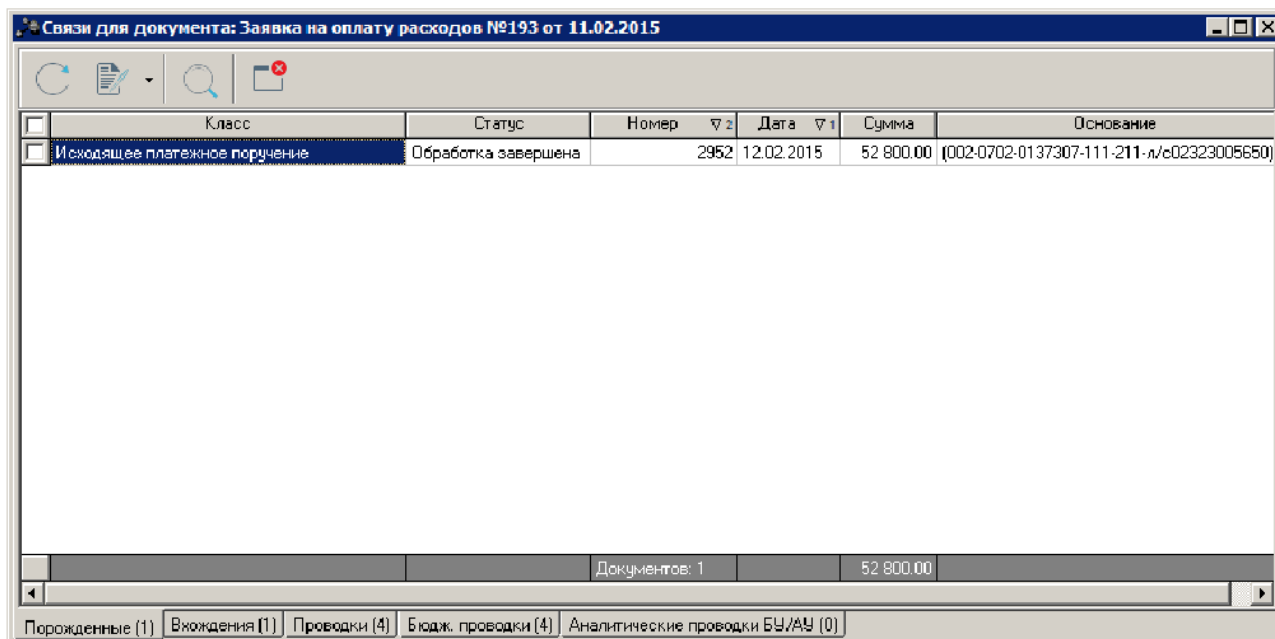 Связи для документа: Заявка на оплату расходов №193 от 11.02.2015
Класс Статус Номер 2 Дата 1 Сумма Основание
Исходящее платежное поручение Обработка завершена 2952 12.02.2015 52 800.00 (002-0702-0137307-111-211-л/с02323005650)
Документов: 1 52 800.00
Порожденные (1) Вхождения (1) Проводки (4) Бюдж. проводки (4) Аналитические проводки БУ/АУ (0)